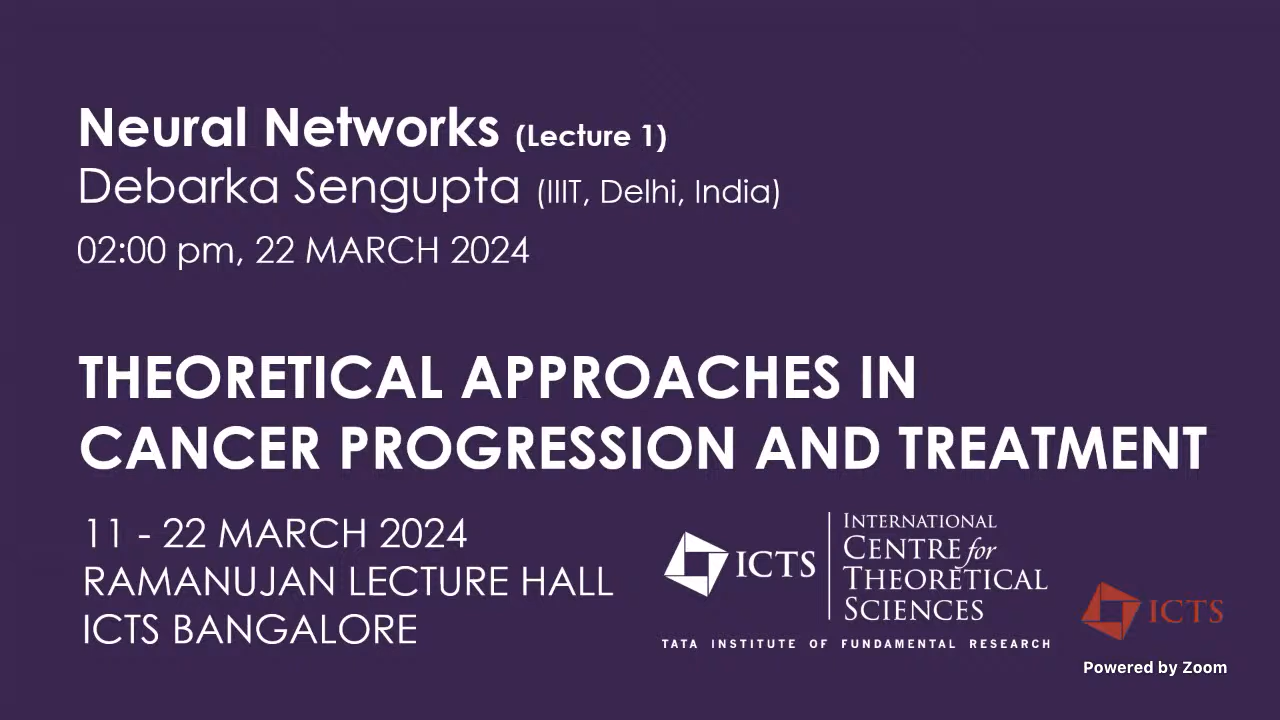 Neural Networks (Lecture 1)
Debarka Sengupta (IIIT, Delhi, India)
02:00 pm, 22 MARCH 2024
THEORETICAL APPROACHES IN
CANCER PROGRESSION AND TREATMENT
11 - 22 MARCH 2024
RAMANUJAN LECTURE HALL
ICTS BANGALORE
ICTS
INTERNATIONAL
CENTRE for
THEORETICAL
SCIENCES
TATA INSTITUTE OF FUNDAMENTAL RESEARCH
ICTS
Powered by Zoom